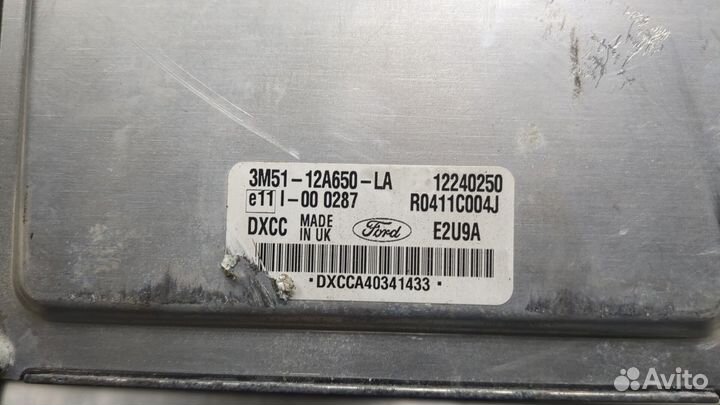 3M51-12A650-LA 12240250
e11 I-00 0287 R0411C004J
DXCC MADE IN UK Ford E2U9A
· DXCCA40341433 ·
Avito